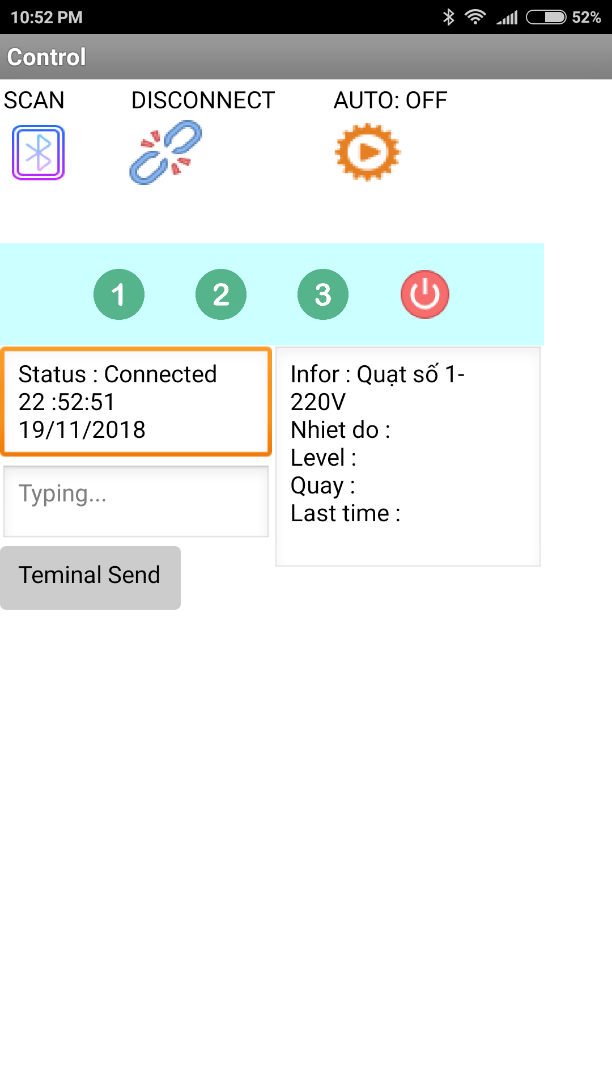 10:52 PM 52%
Control
SCAN DISCONNECT AUTO: OFF
1 2 3
Status : Connected
22 :52:51
19/11/2018
Typing...
Teminal Send
Infor : Quạt số 1-
220V
Nhiet do :
Level :
Quay :
Last time :